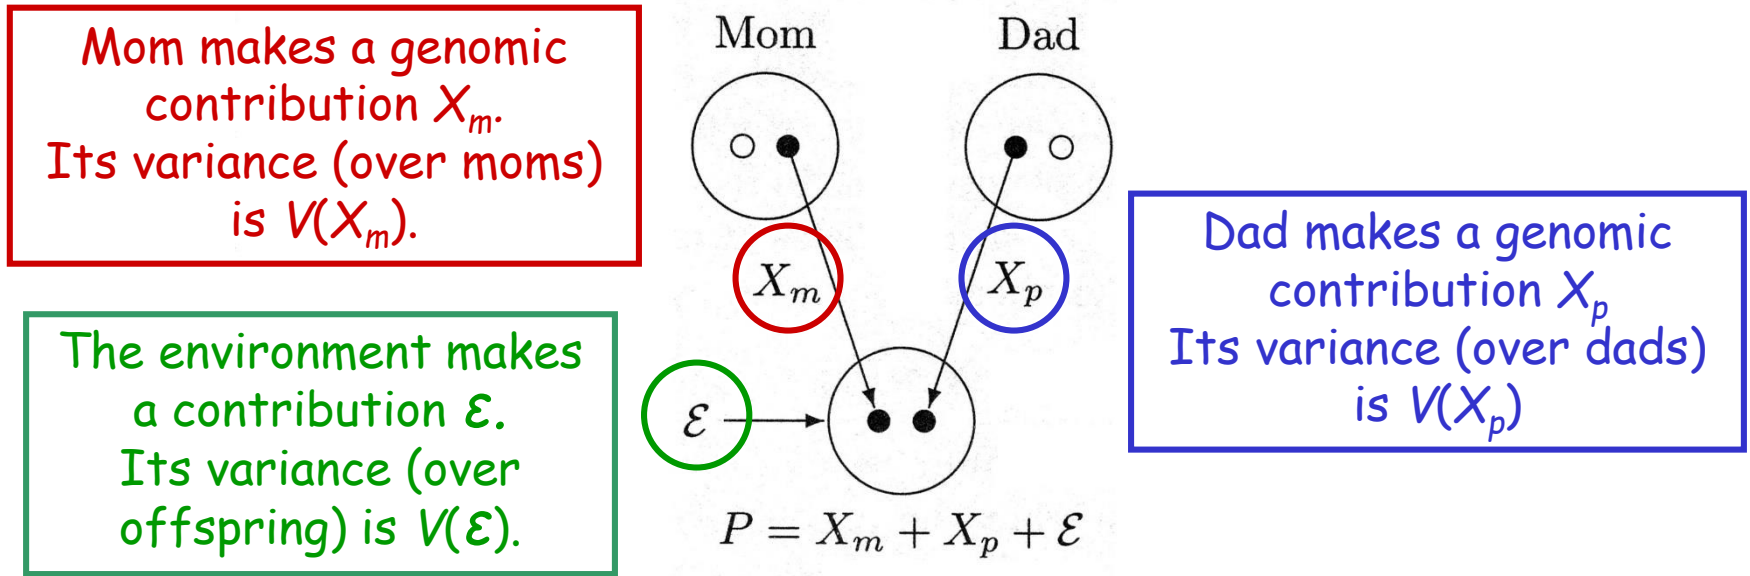 Mom makes a genomic
contribution Xₘ.
Its variance (over moms)
is V(Xₘ).
The environment makes
a contribution ℰ.
Its variance (over
offspring) is V(ℰ).
Mom
Dad
Xₘ
Xₚ
ℰ
P = Xₘ + Xₚ + ℰ
Dad makes a genomic
contribution Xₚ
Its variance (over dads)
is V(Xₚ)